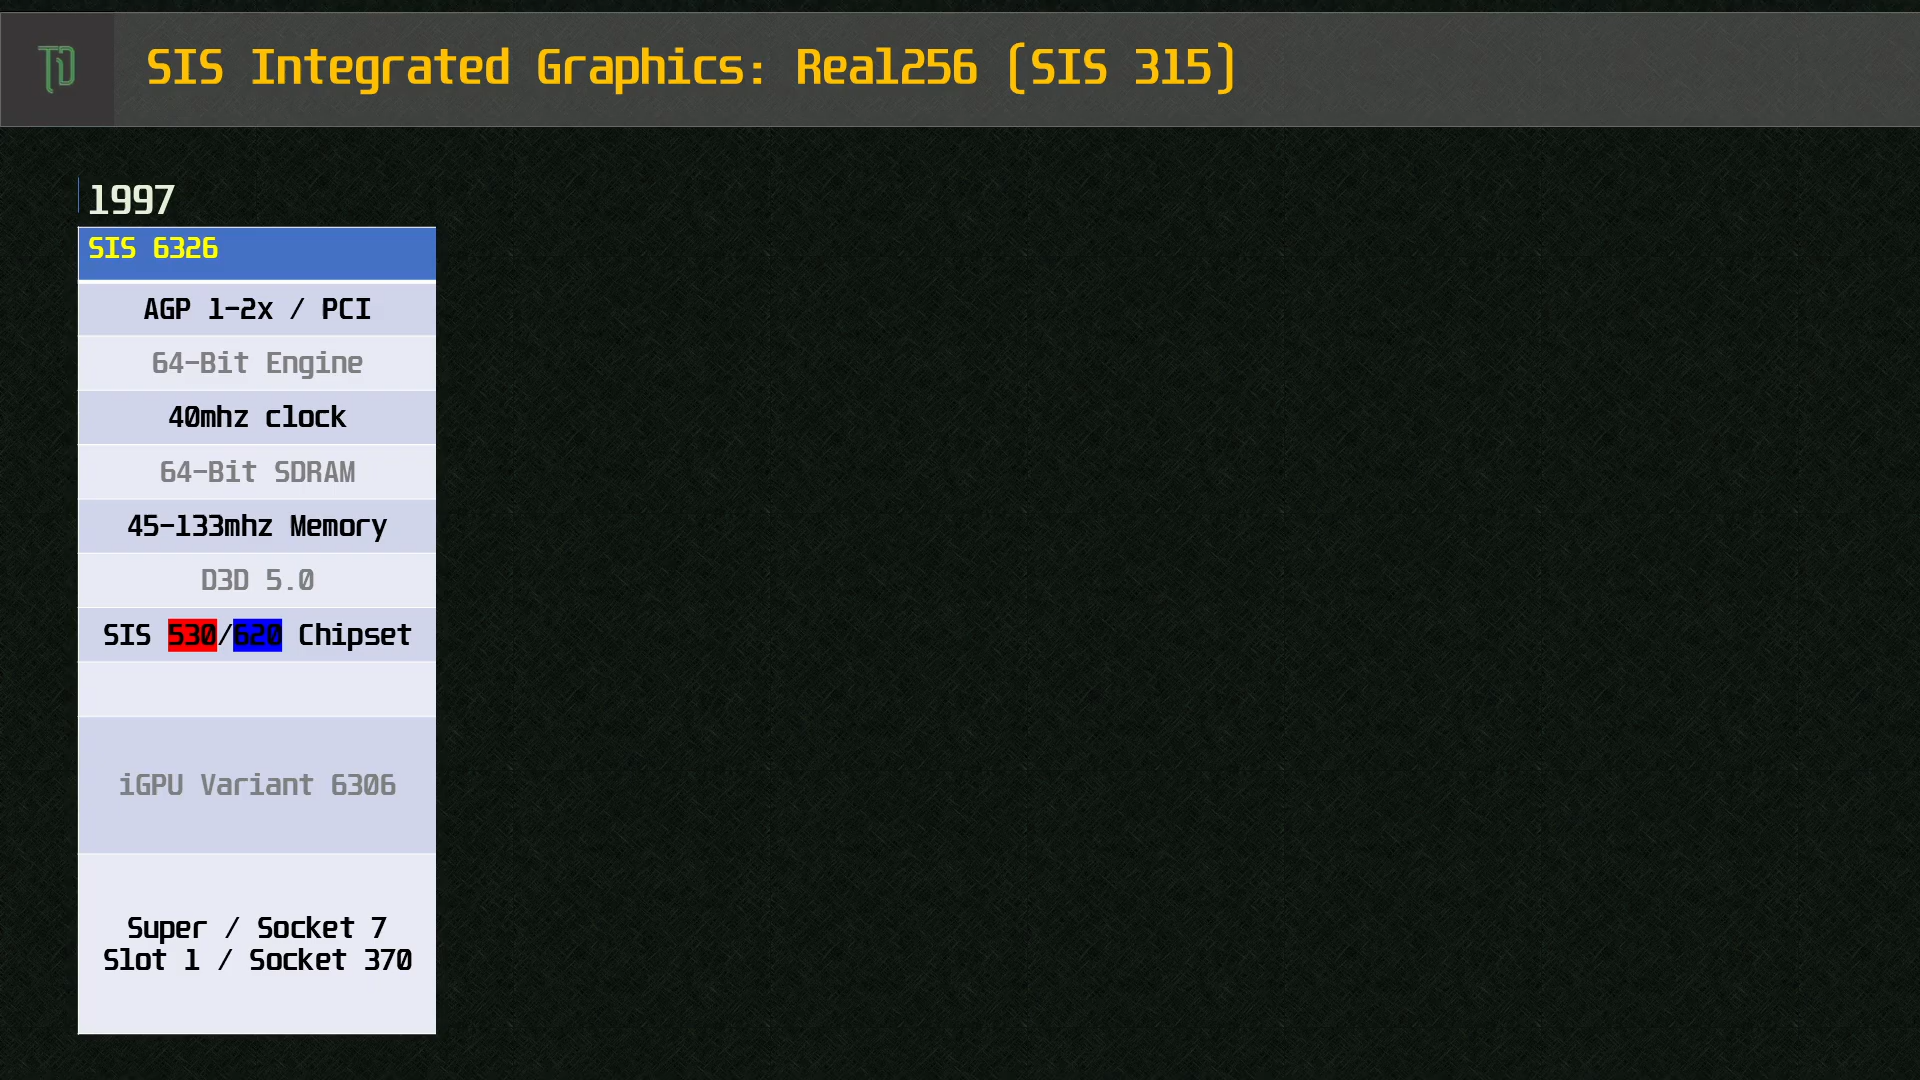 SIS Integrated Graphics: Real256 (SIS 315)
1997
SIS 6326
AGP 1-2x / PCI
64-Bit Engine
40mhz clock
64-Bit SDRAM
45-133mhz Memory
D3D 5.0
SIS 530/620 Chipset
iGPU Variant 6306
Super / Socket 7
Slot 1 / Socket 370